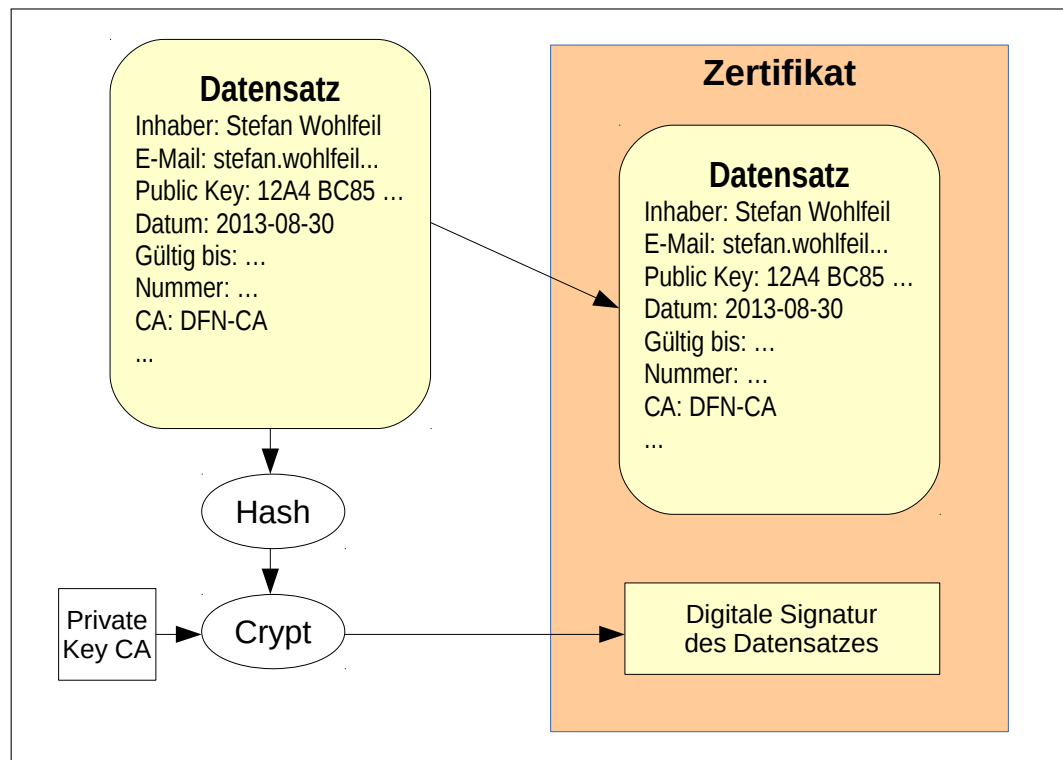 Datensatz
Inhaber: Stefan Wohlfeil
E-Mail: stefan.wohlfeil...
Public Key: 12A4 BC85 …
Datum: 2013-08-30
Gültig bis: …
Nummer: …
CA: DFN-CA
...
Hash
Private
Key CA
Crypt
Zertifikat
Datensatz
Inhaber: Stefan Wohlfeil
E-Mail: stefan.wohlfeil...
Public Key: 12A4 BC85 …
Datum: 2013-08-30
Gültig bis: …
Nummer: …
CA: DFN-CA
...
Digitale Signatur
des Datensatzes